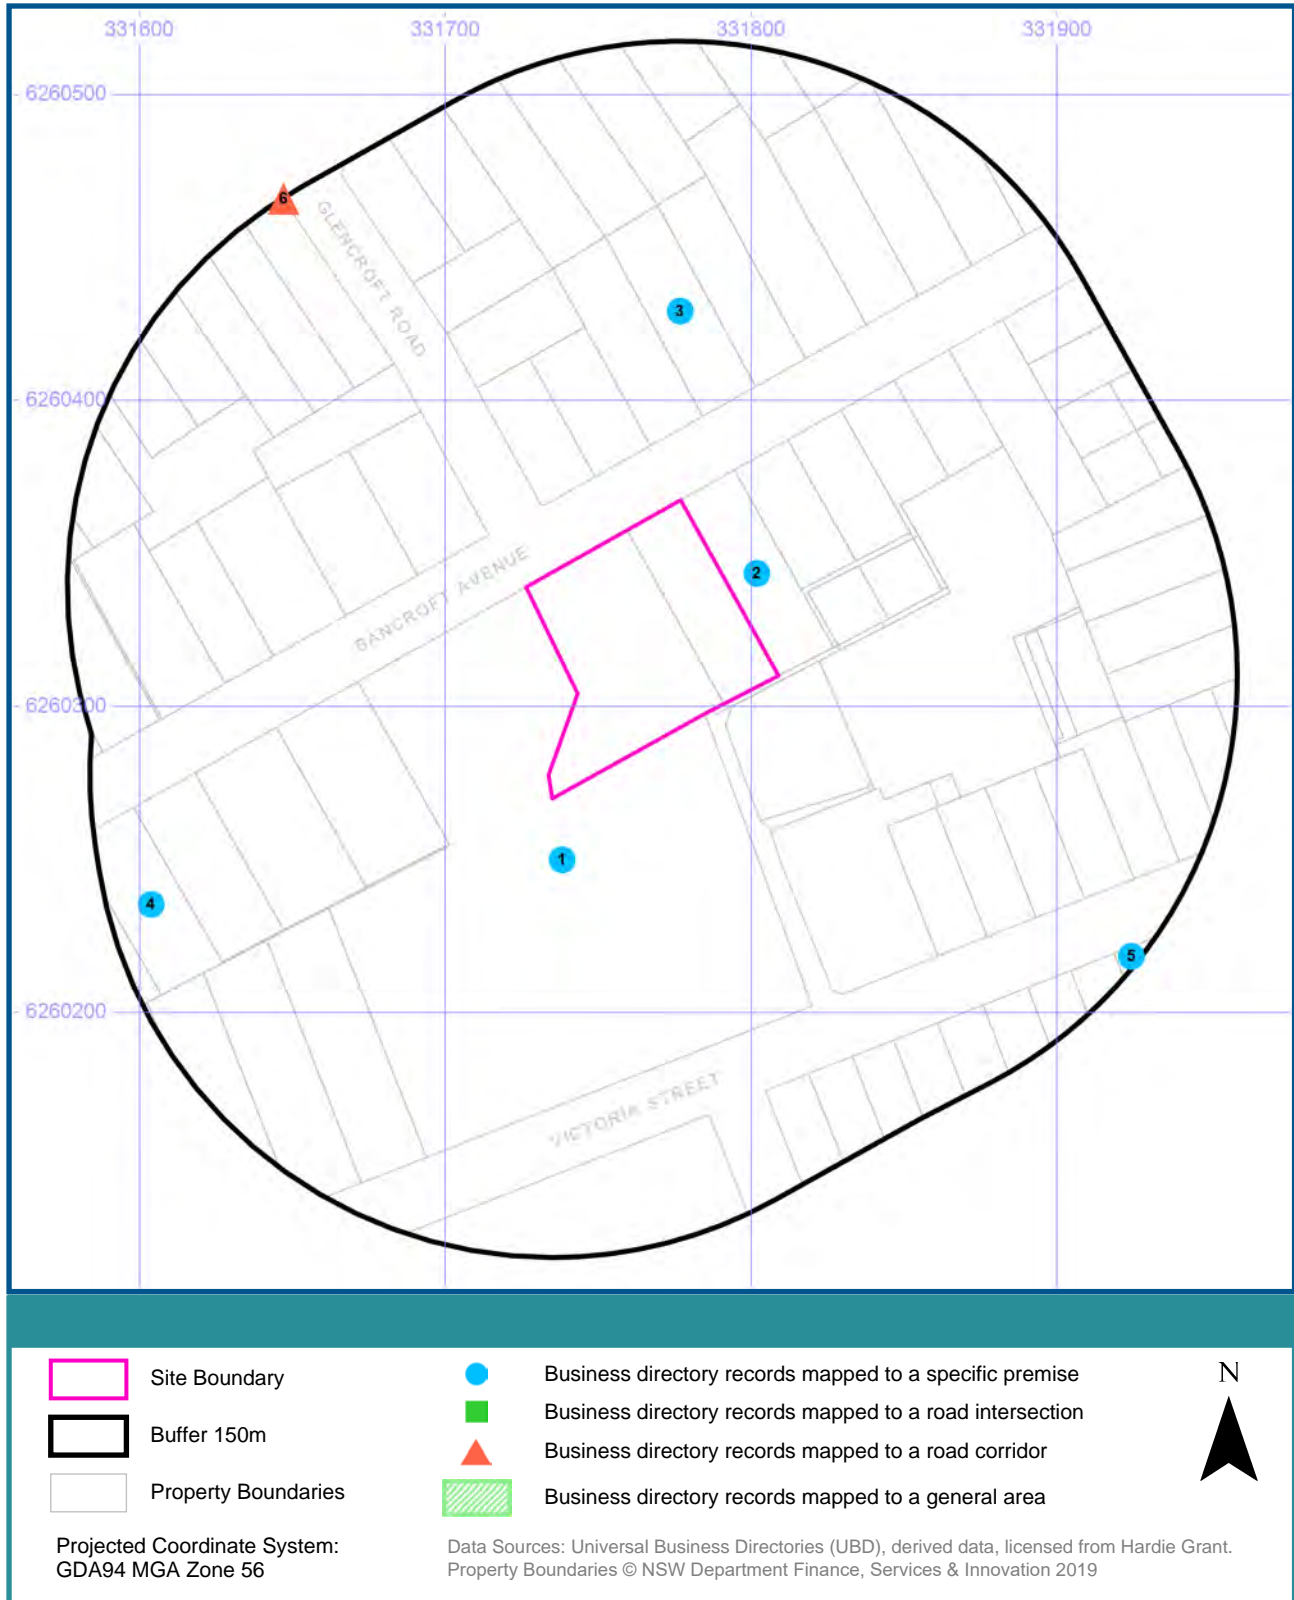 331600 331700 331800 331900
6260500
6
GLENCROFT ROAD
3
6260400
2
BANCROFT AVENUE
6260300
1
4
5
6260200
VICTORIA STREET
Site Boundary
Buffer 150m
Property Boundaries
Projected Coordinate System:
GDA94 MGA Zone 56
Business directory records mapped to a specific premise
Business directory records mapped to a road intersection
Business directory records mapped to a road corridor
Business directory records mapped to a general area
N
Data Sources: Universal Business Directories (UBD), derived data, licensed from Hardie Grant.
Property Boundaries © NSW Department Finance, Services & Innovation 2019